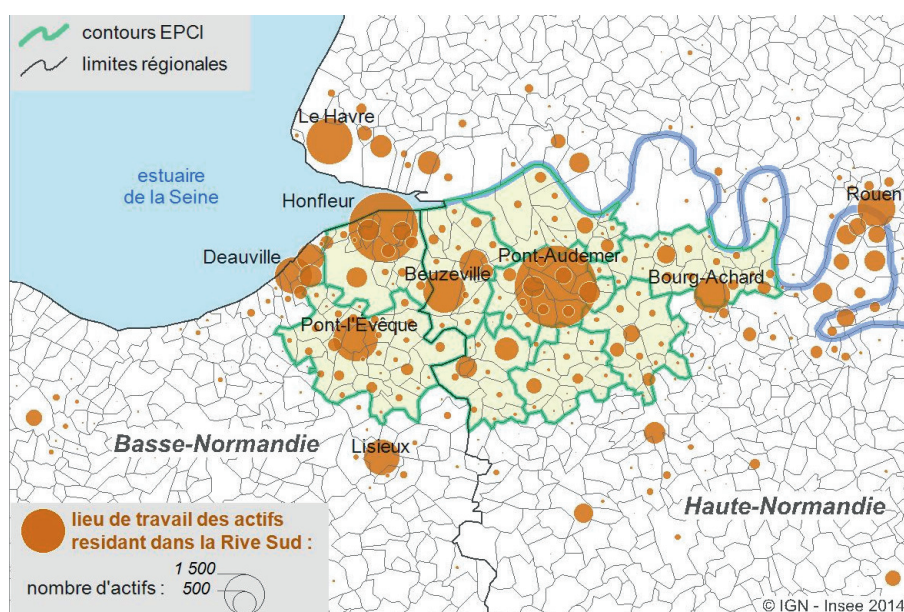 contours EPCI
limites régionales
Le Havre
estuaire
de la Seine
Honfleur
Rouen
Deauville
Pont-Audemer
Beuzeville
Bourg-Achard
Pont-l'Evêque
Basse-Normandie
Lisieux
Haute-Normandie
lieu de travail des actifs
residant dans la Rive Sud :
1 500
nombre d'actifs : 500
© IGN - Insee 2014